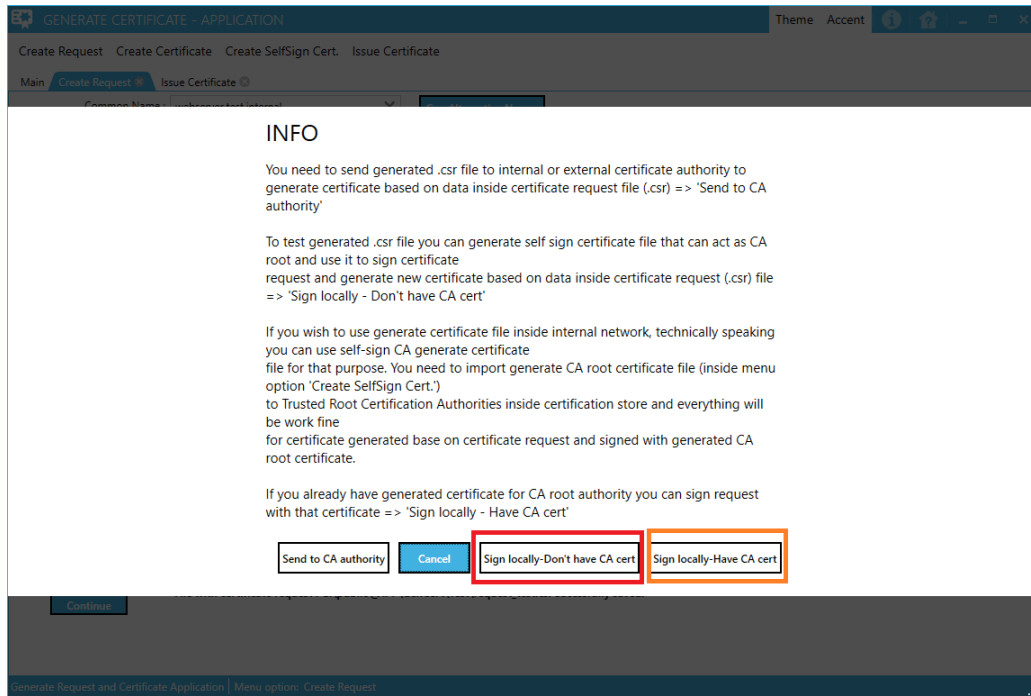 GENERATE CERTIFICATE - APPLICATION
Theme Accent
Create Request Create Certificate Create SelfSign Cert. Issue Certificate
Main Create Request Issue Certificate
Common Name : webserver.test.internal
INFO
You need to send generated .csr file to internal or external certificate authority to
generate certificate based on data inside certificate request file (.csr) => 'Send to CA
authority'
To test generated .csr file you can generate self sign certificate file that can act as CA
root and use it to sign certificate
request and generate new certificate based on data inside certificate request (.csr) file
=> 'Sign locally - Don't have CA cert'
If you wish to use generate certificate file inside internal network, technically speaking
you can use self-sign CA generate certificate
file for that purpose. You need to import generate CA root certificate file (inside menu
option 'Create SelfSign Cert.')
to Trusted Root Certification Authorities inside certification store and everything will
be work fine
for certificate generated base on certificate request and signed with generated CA
root certificate.
If you already have generated certificate for CA root authority you can sign request
with that certificate => 'Sign locally - Have CA cert'
Send to CA authority Cancel Sign locally-Don't have CA cert Sign locally-Have CA cert
Continue
Generate Request and Certificate Application Menu option: Create Request